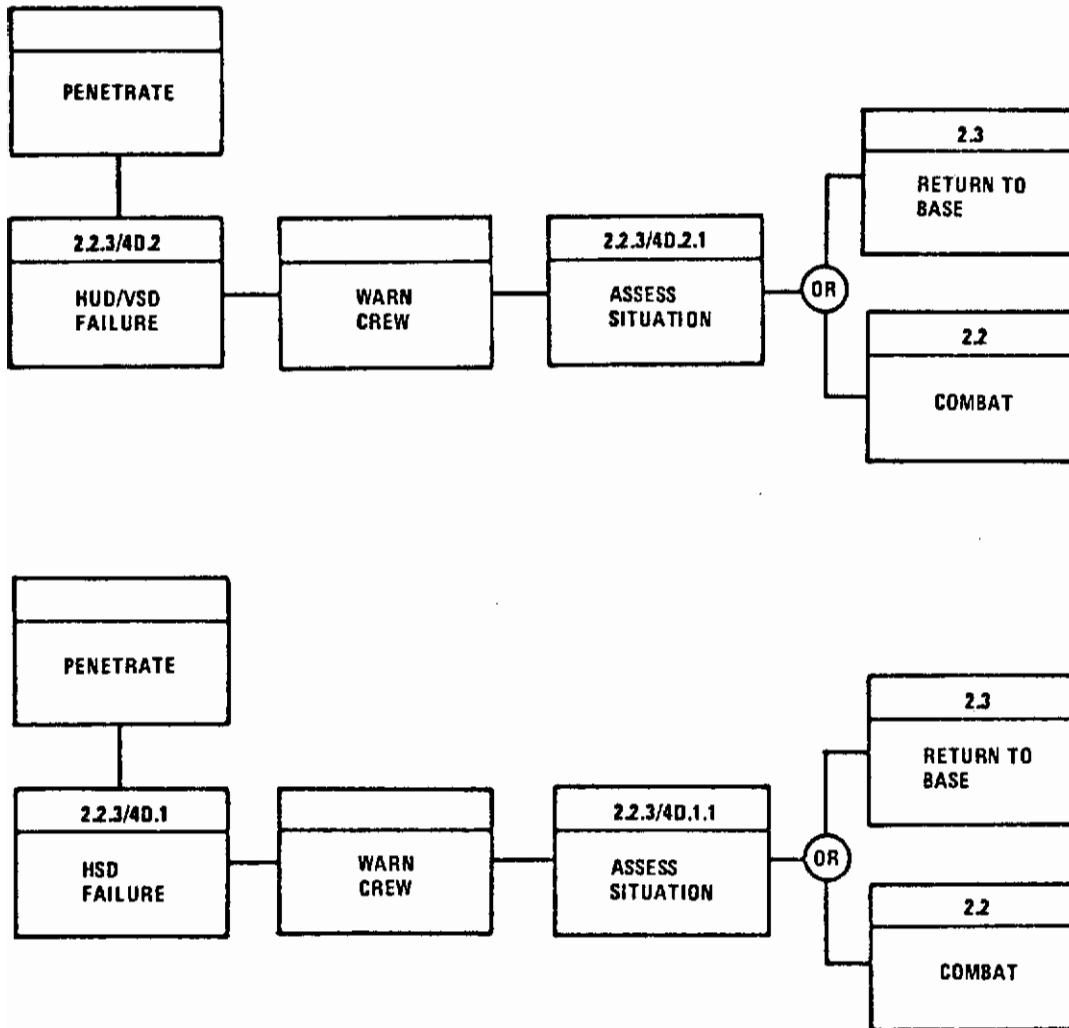 PENETRATE
2.2.3/4D.2
HUD/VSD
FAILURE
WARN
CREW
2.2.3/4D.2.1
ASSESS
SITUATION
OR
2.3
RETURN TO
BASE
2.2
COMBAT
PENETRATE
2.2.3/4D.1
HSD
FAILURE
WARN
CREW
2.2.3/4D.1.1
ASSESS
SITUATION
OR
2.3
RETURN TO
BASE
2.2
COMBAT